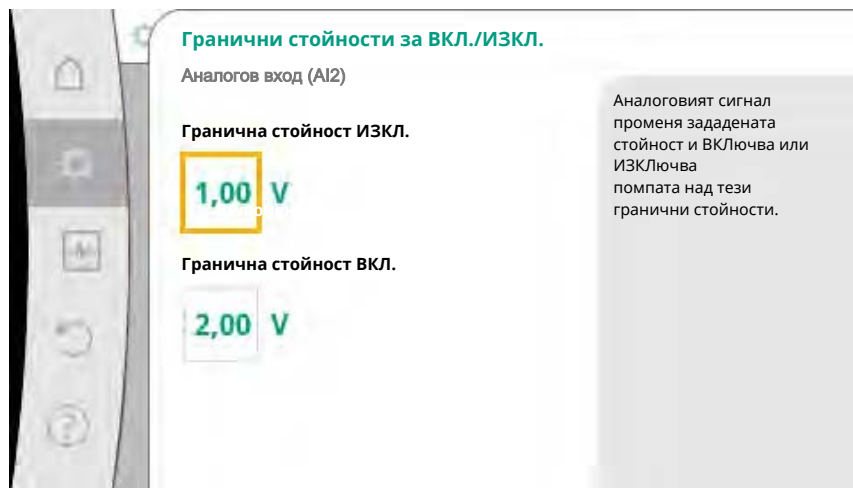 Гранични стойности за ВКЛ./ИЗКЛ.
Аналогов вход (AI2)
Гранична стойност ИЗКЛ.
1,00 V
Гранична стойност ВКЛ.
2,00 V
Аналоговият сигнал
променя зададената
стойност и ВКЛючва или
ИЗКЛючва
помпата над тези
гранични стойности.